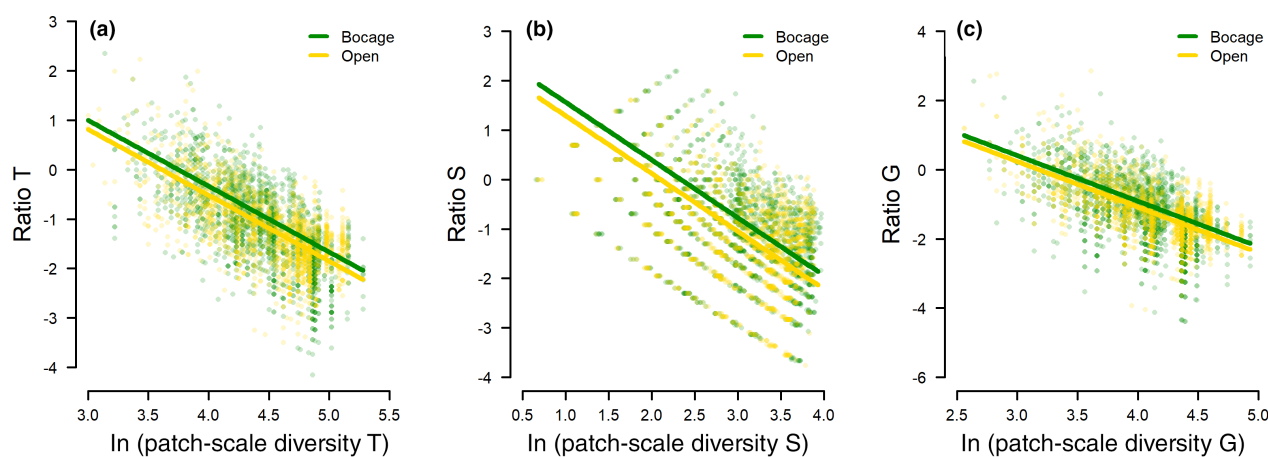 (a)
Bocage
Open
3
2
1
0
-1
-2
-3
-4
Ratio T
3.0 3.5 4.0 4.5 5.0 5.5
ln (patch-scale diversity T)
(b)
Bocage
Open
3
2
1
0
-1
-2
-3
-4
Ratio S
0.5 1.0 1.5 2.0 2.5 3.0 3.5 4.0
ln (patch-scale diversity S)
(c)
Bocage
Open
4
2
0
-2
-4
-6
Ratio G
2.5 3.0 3.5 4.0 4.5 5.0
ln (patch-scale diversity G)